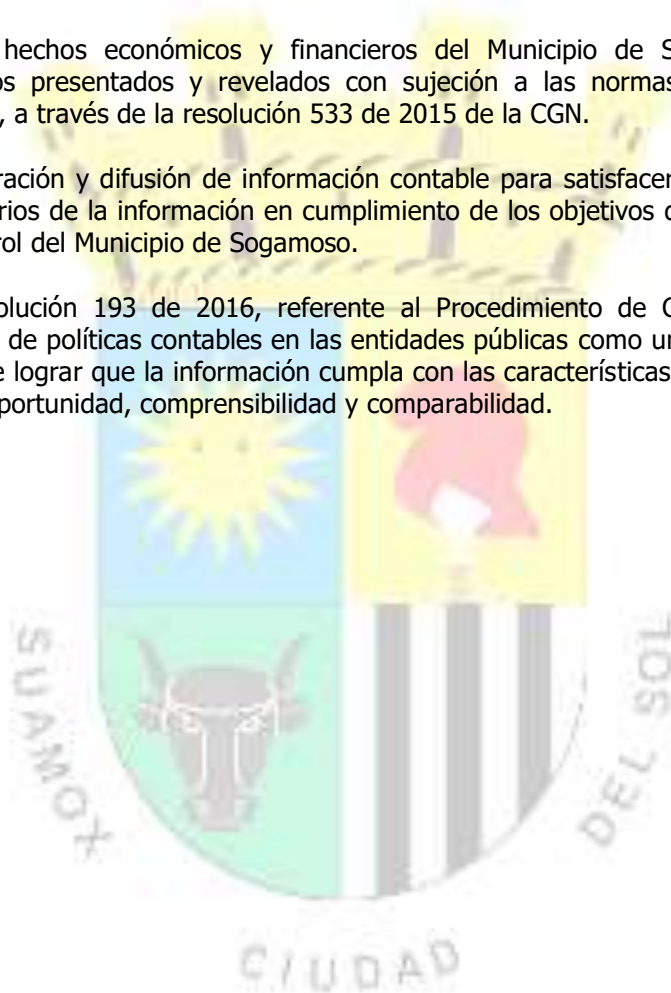 hechos económicos y financieros del Municipio de S
os presentados y revelados con sujeción a las normas
, a través de la resolución 533 de 2015 de la CGN.
ración y difusión de información contable para satisfacer
rios de la información en cumplimiento de los objetivos
rol del Municipio de Sogamoso.
olución 193 de 2016, referente al Procedimiento de
de políticas contables en las entidades públicas como un
e lograr que la información cumpla con las características
portunidad, comprensibilidad y comparabilidad.
SUAMOX
CIUDAD
DEL SOL